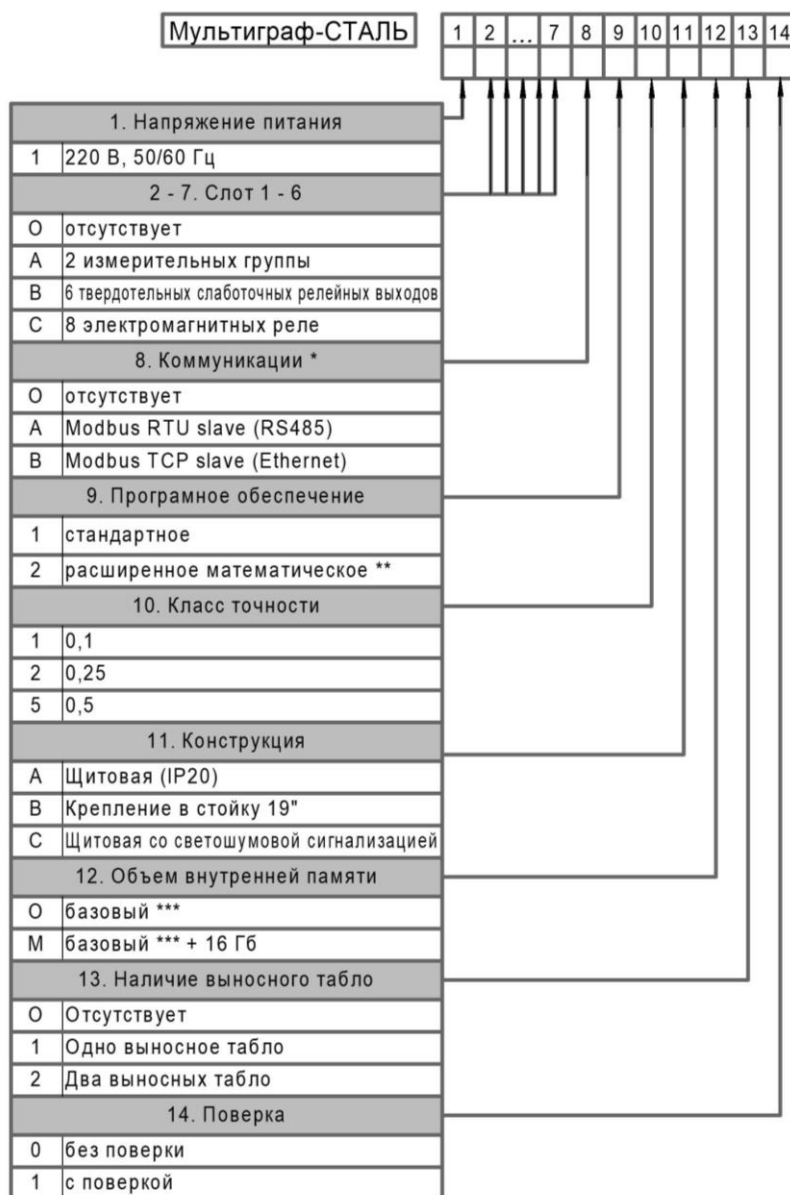 Мультиграф-СТАЛЬ 1 2 ... 7 8 9 10 11 12 13 14
1. Напряжение питания
1 220 В, 50/60 Гц
2 - 7. Слот 1 - 6
О отсутствует
А 2 измерительных группы
В 6 твердотельных слаботочных релейных выходов
С 8 электромагнитных реле
8. Коммуникации *
О отсутствует
А Modbus RTU slave (RS485)
В Modbus TCP slave (Ethernet)
9. Програмное обеспечение
1 стандартное
2 расширенное математическое **
10. Класс точности
1 0,1
2 0,25
5 0,5
11. Конструкция
А Щитовая (IP20)
В Крепление в стойку 19"
С Щитовая со светошумовой сигнализацией
12. Объем внутренней памяти
О базовый ***
М базовый *** + 16 Гб
13. Наличие выносного табло
О Отсутствует
1 Одно выносное табло
2 Два выносных табло
14. Поверка
0 без поверки
1 с поверкой